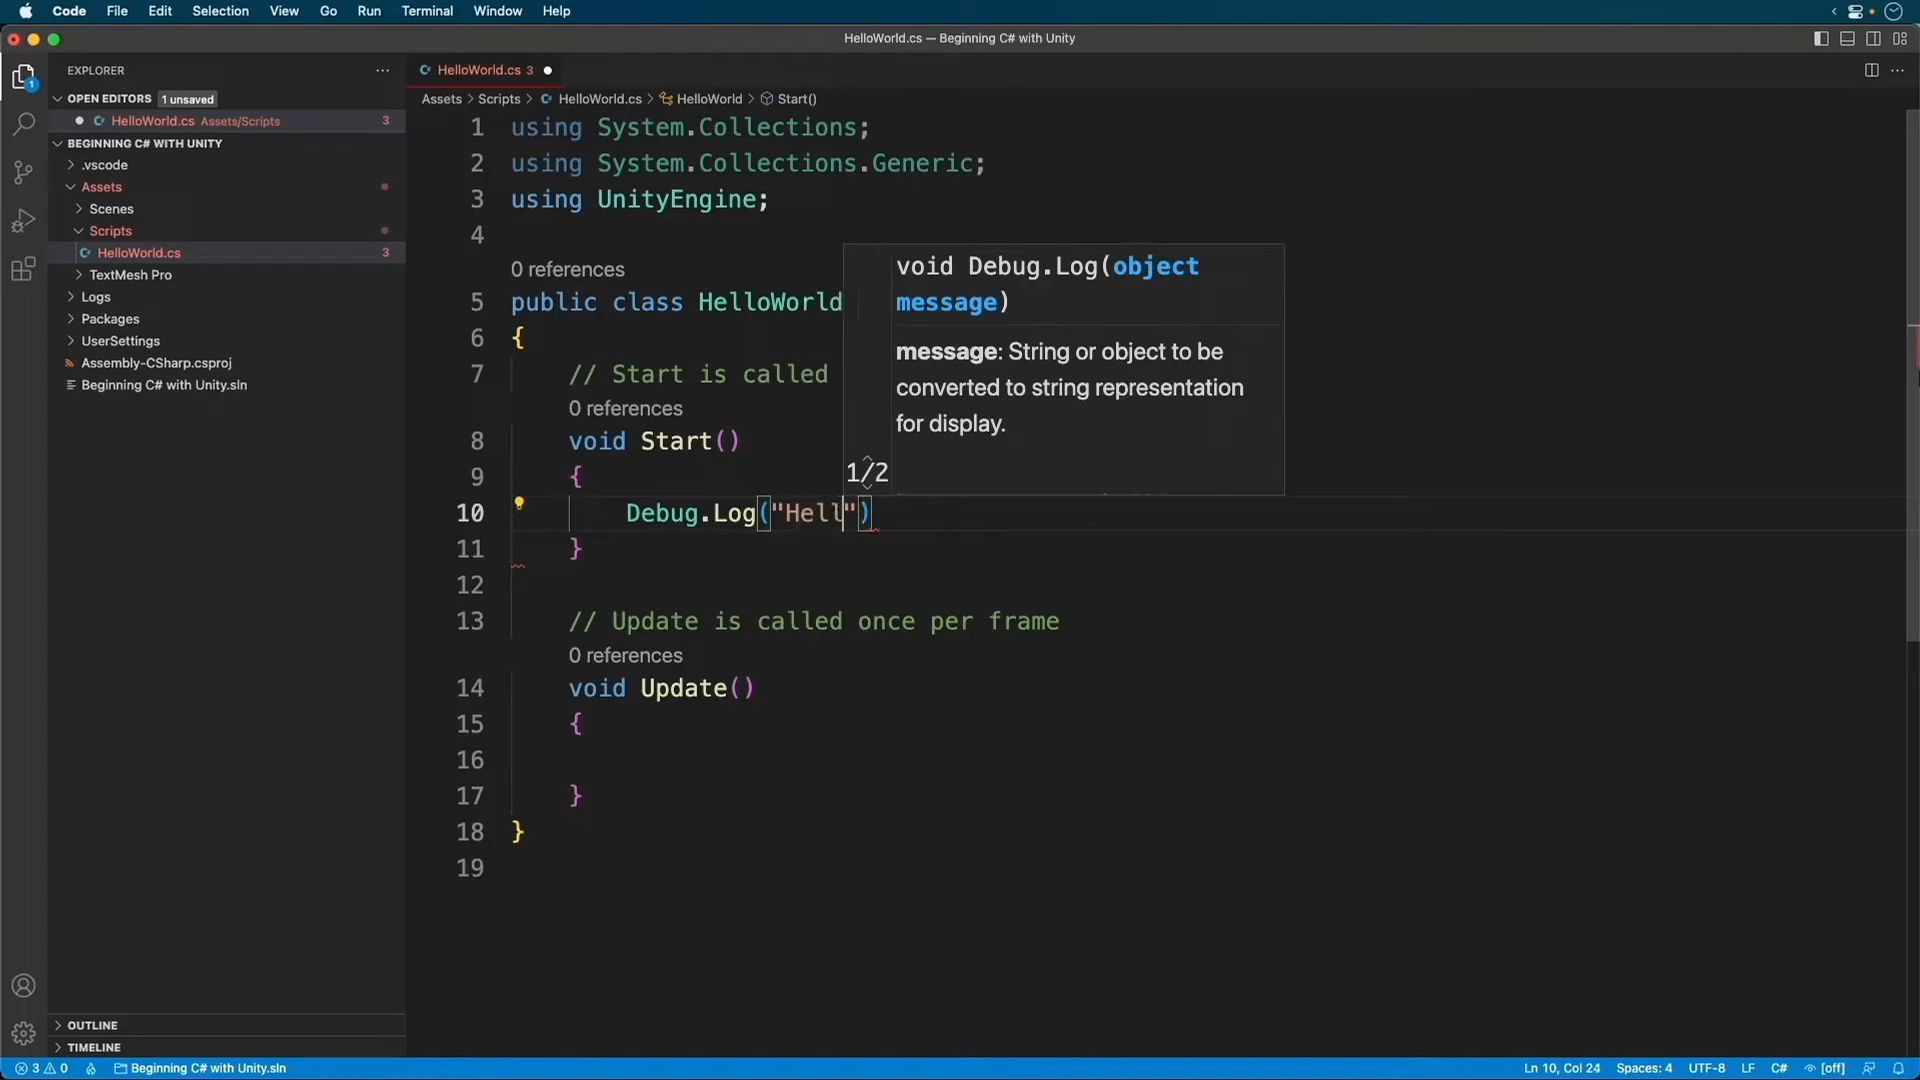 Code File Edit Selection View Go Run Terminal Window Help
HelloWorld.cs — Beginning C# with Unity
EXPLORER
OPEN EDITORS 1 unsaved
HelloWorld.cs Assets/Scripts 3
BEGINNING C# WITH UNITY
.vscode
Assets
Scenes
Scripts
HelloWorld.cs 3
TextMesh Pro
Logs
Packages
UserSettings
Assembly-CSharp.csproj
Beginning C# with Unity.sln
OUTLINE
TIMELINE
1
HelloWorld.cs 3
Assets > Scripts > HelloWorld.cs > HelloWorld > Start()
1 using System.Collections;
2 using System.Collections.Generic;
3 using UnityEngine;
4
0 references
5 public class HelloWorld
6 {
7 // Start is called
0 references
8 void Start()
9 {
10 Debug.Log("Hell")
11 }
12
13 // Update is called once per frame
0 references
14 void Update()
15 {
16
17 }
18 }
19
void Debug.Log(object
message)
message: String or object to be
converted to string representation
for display.
1/2
3 0 Beginning C# with Unity.sln Ln 10, Col 24 Spaces: 4 UTF-8 LF C# [off]